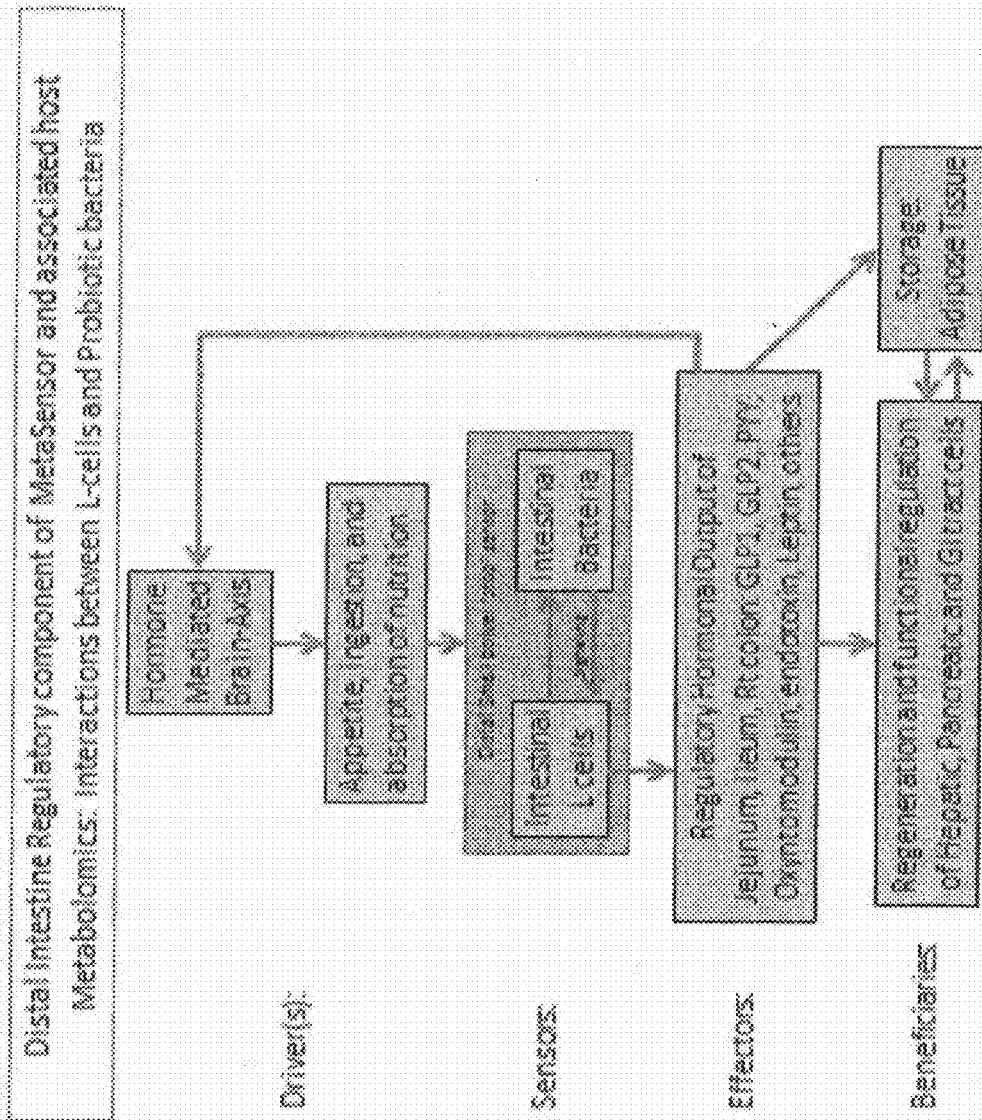 Distal Intestine Regulatory component of MetaSensor and associated host
Metabolomics: Interactions between L-cells and Probiotic bacteria
Hormone
Mediated
Brain-Axis
Driver(s):
Appetite, Ingestion, and
absorption of nutrition
Sensors:
Intestinal
L-cells
Intestinal
Bacteria
Effectors:
Regulatory Hormonal Output of
Jejunum, Ileum, Rt colon GLP1, GLP2, PYY,
Oxyntomodulin, endotoxin, Leptin, others
Beneficiaries:
Regeneration and functional reguation
of Hepatic, Pancreatic and GI tract cells
Storage:
Adipose Tissue